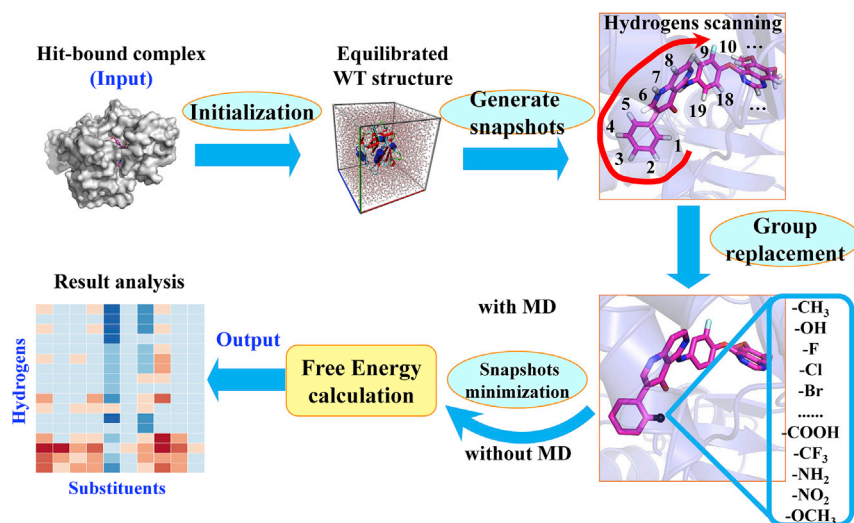 Hit-bound complex
(Input)
Initialization
Equilibrated
WT structure
Generate
snapshots
Hydrogens scanning
1
2
3
4
5
6
7
8
9
10
...
18
19
...
Group
replacement
-CH3
-OH
-F
-Cl
-Br
......
-COOH
-CF3
-NH2
-NO2
-OCH3
with MD
Snapshots
minimization
without MD
Free Energy
calculation
Output
Result analysis
Hydrogens
Substituents